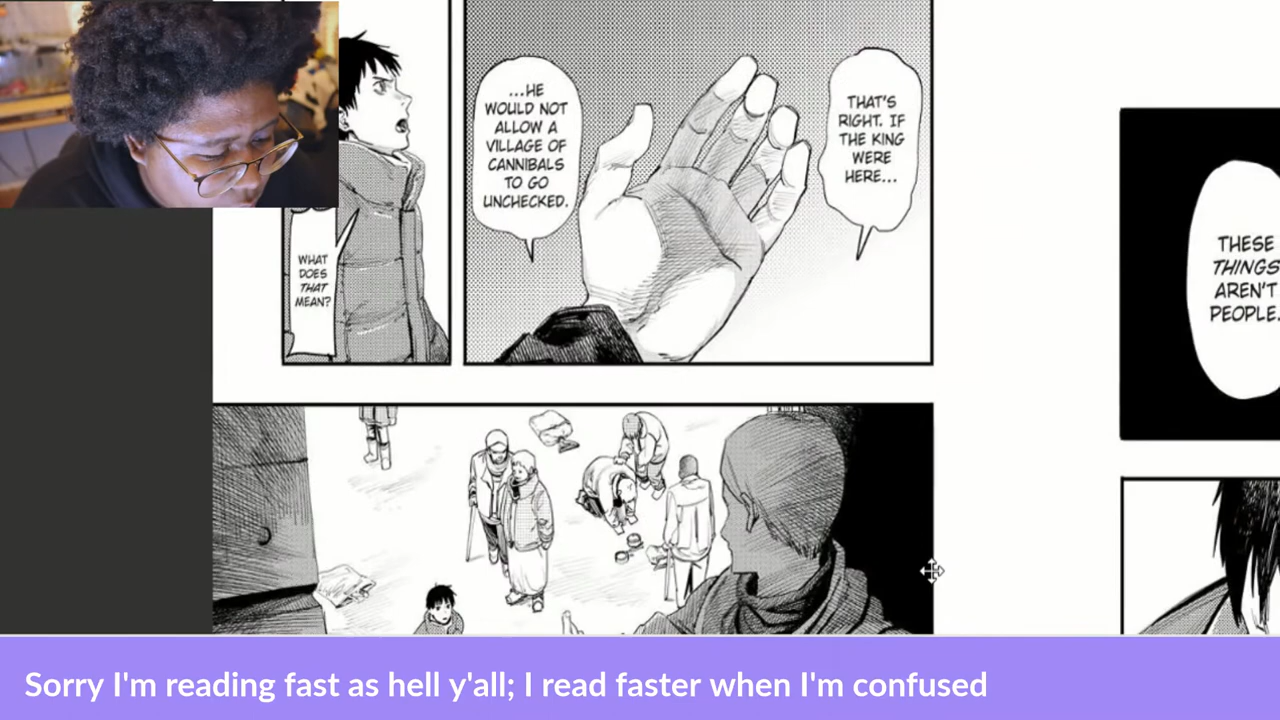 THAT'S
RIGHT. IF
THE KING
WERE
HERE...
...HE
WOULD NOT
ALLOW A
VILLAGE OF
CANNIBALS
TO GO
UNCHECKED.
WHAT
DOES
THAT
MEAN?
THESE
THINGS
AREN'T
PEOPLE.
Sorry I'm reading fast as hell y'all; I read faster when I'm confused